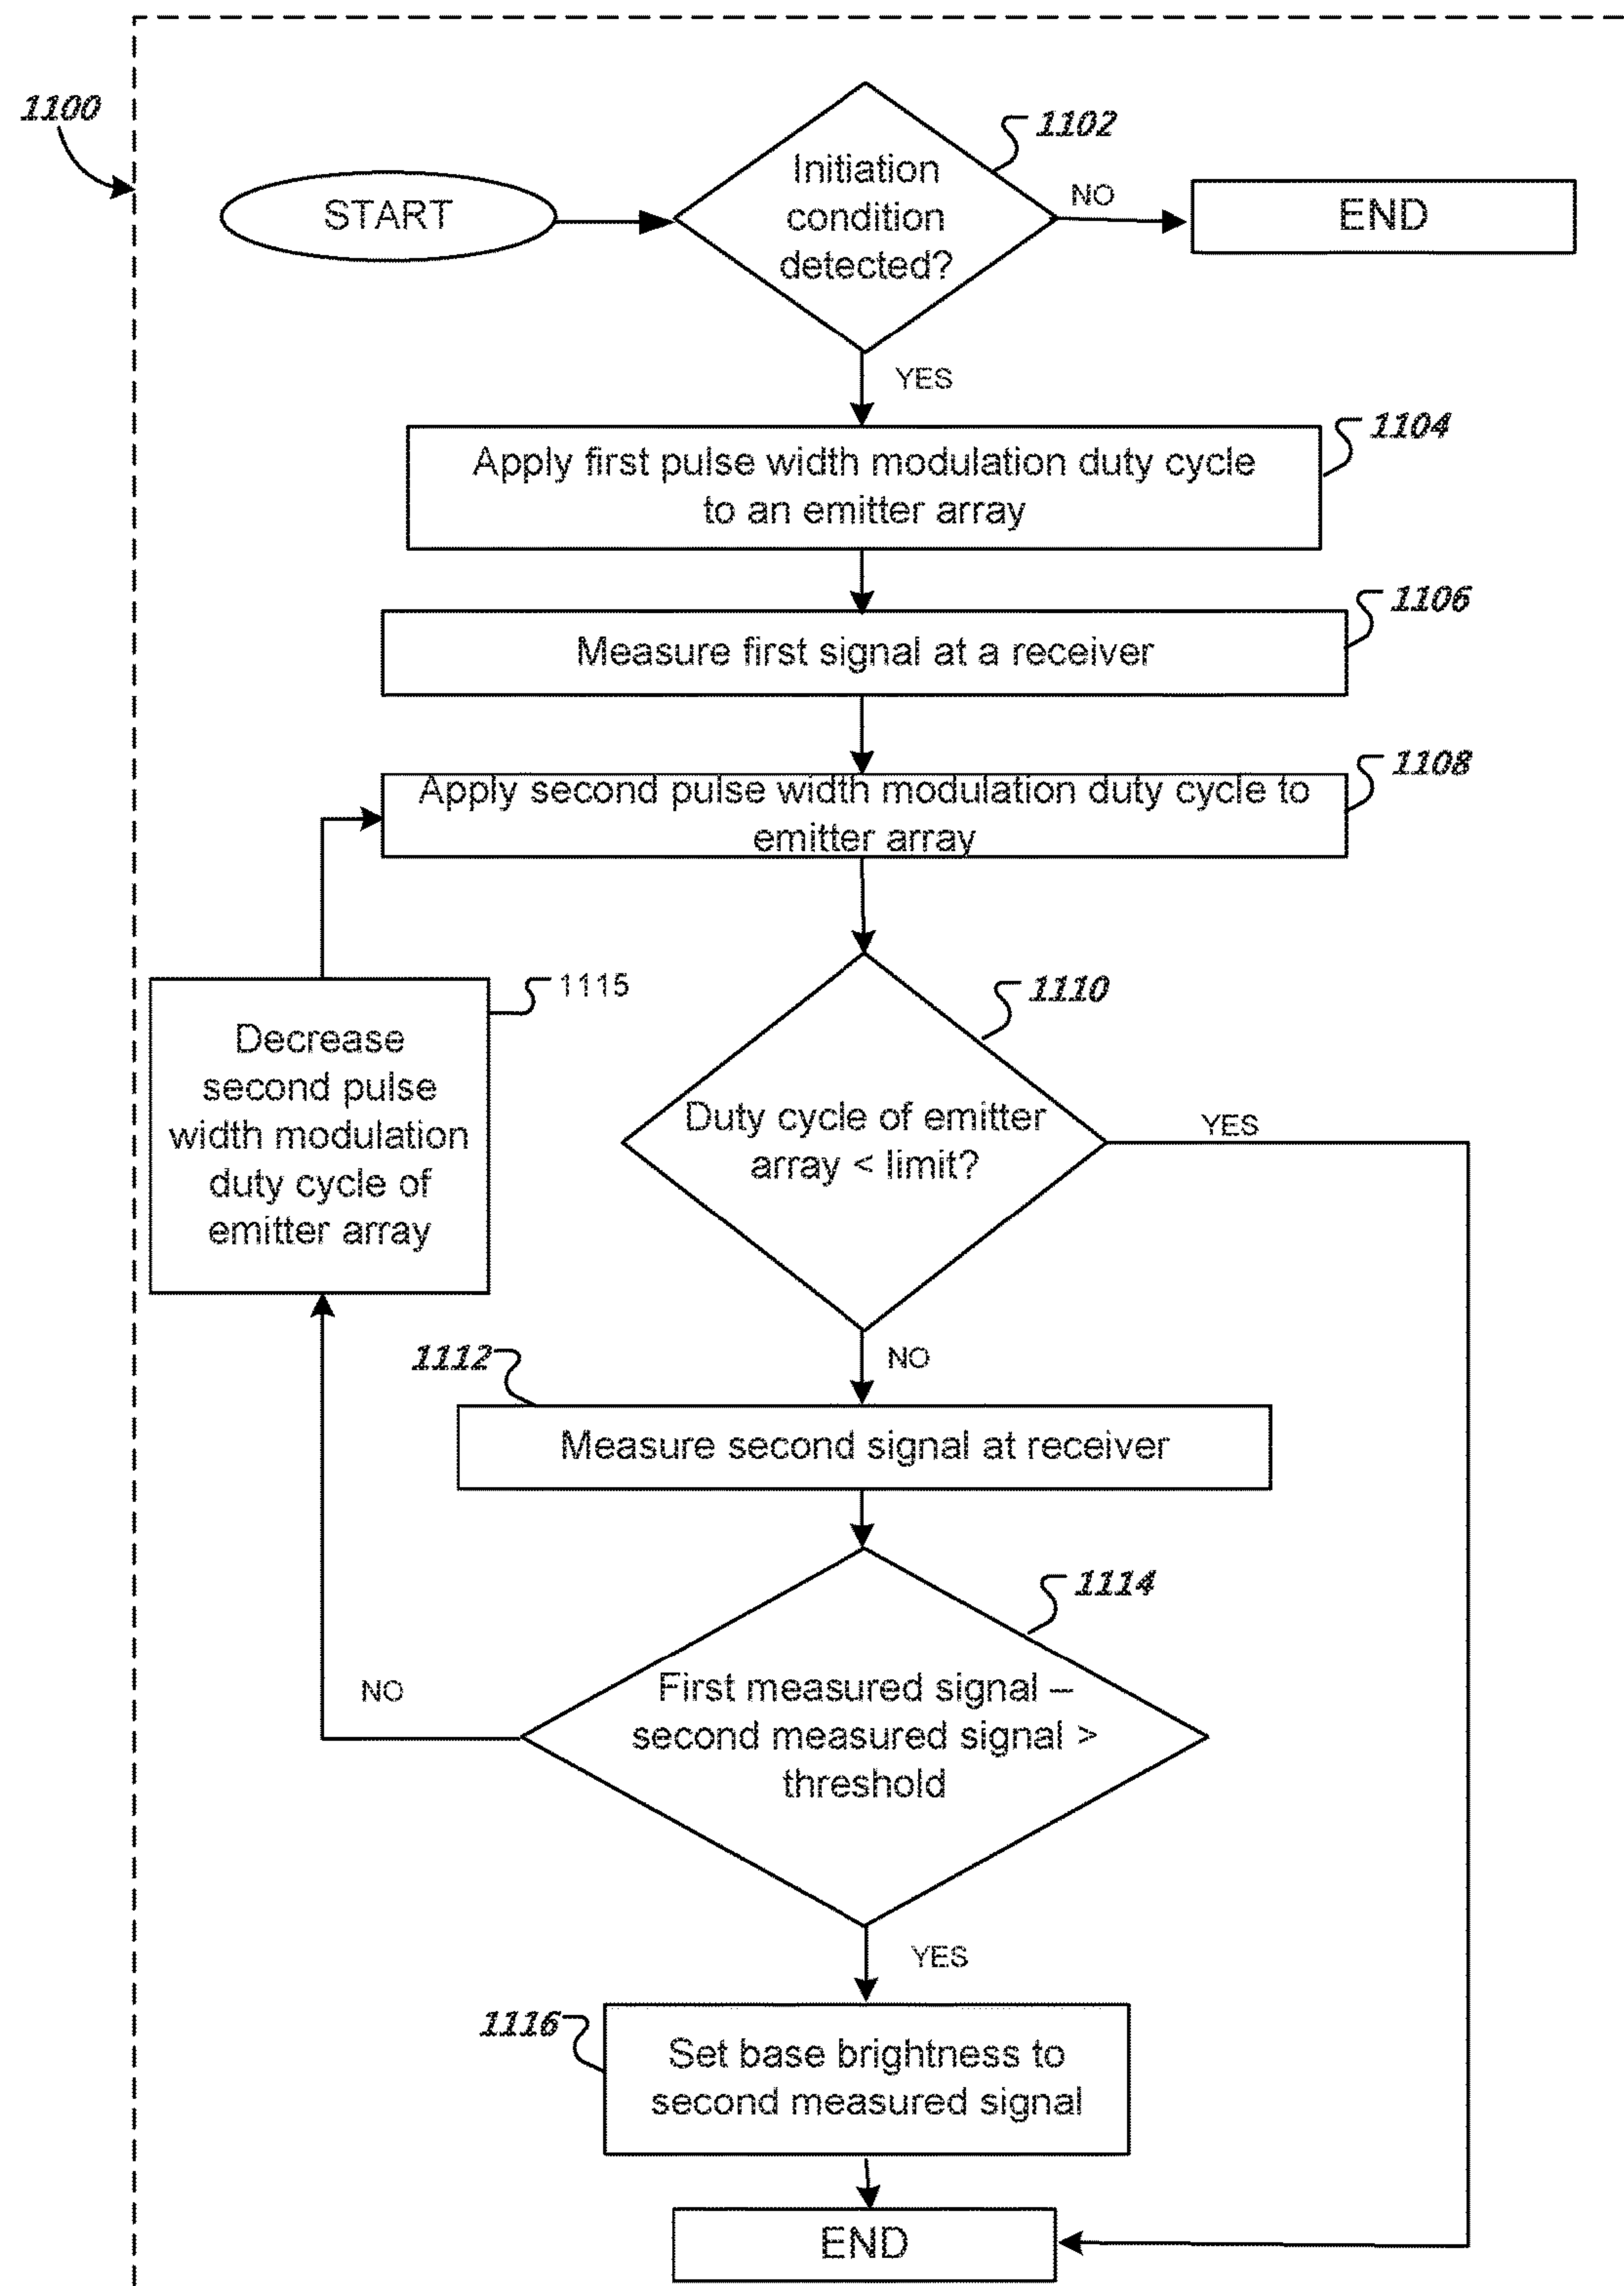 1100
1102
Initiation
condition
detected?
START
NO
END
YES
1104
Apply first pulse width modulation duty cycle
to an emitter array
1106
Measure first signal at a receiver
1108
Apply second pulse width modulation duty cycle to
emitter array
1115
Decrease
second pulse
width modulation
duty cycle of
emitter array
1110
Duty cycle of emitter
array < limit?
YES
NO
1112
Measure second signal at receiver
1114
First measured signal –
second measured signal >
threshold
NO
YES
1116
Set base brightness to
second measured signal
END